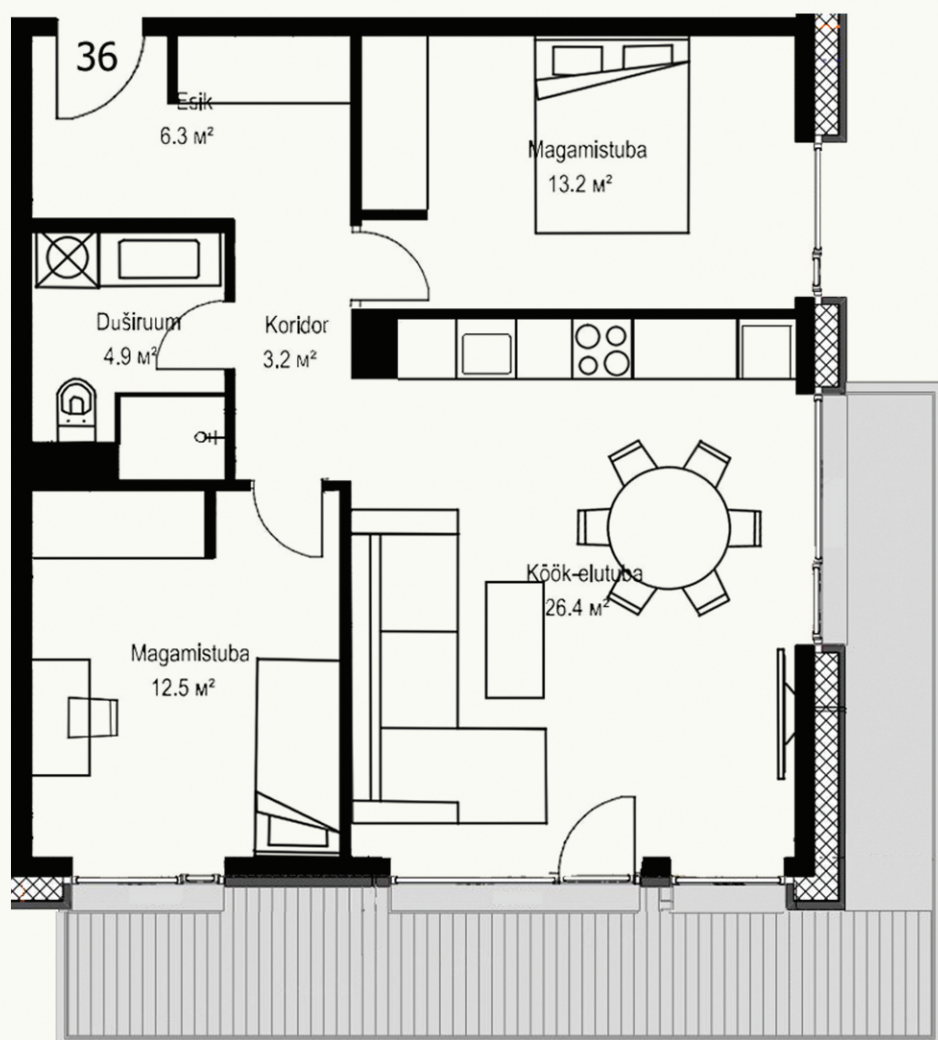 36
Esik
6.3 м²
Magamistuba
13.2 м²
Duširuum
4.9 м²
Koridor
3.2 м²
Köök-elutuba
26.4 м²
Magamistuba
12.5 м²